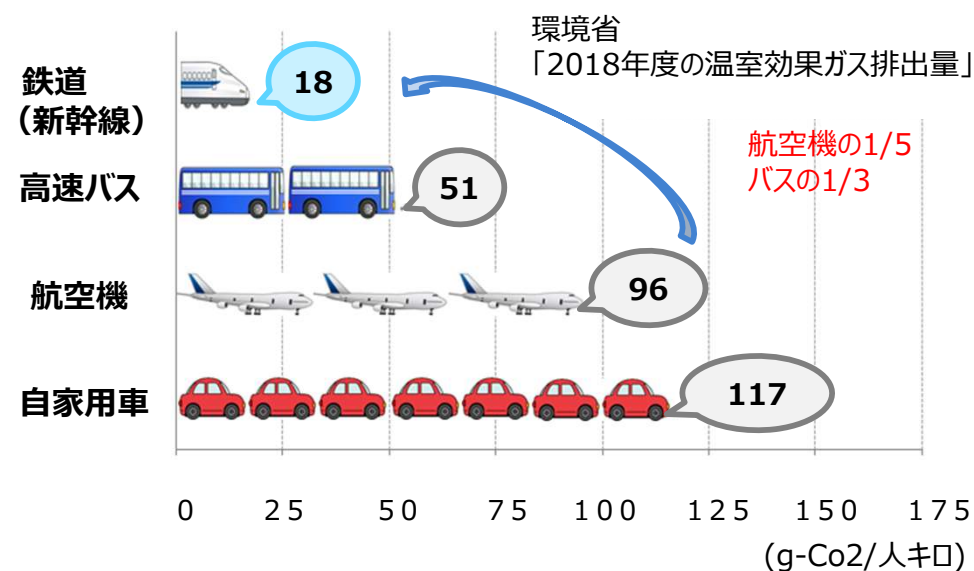 環境省
「2018年度の温室効果ガス排出量」
鉄道
（新幹線）
18
航空機の1/5
バスの1/3
高速バス
51
航空機
96
自家用車
117
0 25 50 75 100 125 150 175
(g-Co2/人キロ)